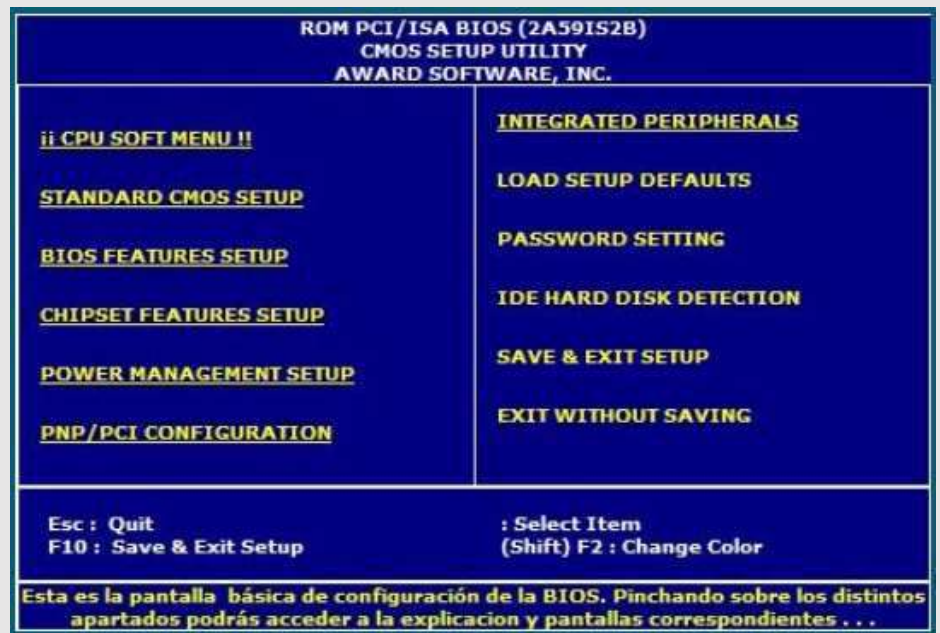 ROM PCI/ISA BIOS (2A59IS2B)
CMOS SETUP UTILITY
AWARD SOFTWARE, INC.
¡¡ CPU SOFT MENU !!
STANDARD CMOS SETUP
BIOS FEATURES SETUP
CHIPSET FEATURES SETUP
POWER MANAGEMENT SETUP
PNP/PCI CONFIGURATION
INTEGRATED PERIPHERALS
LOAD SETUP DEFAULTS
PASSWORD SETTING
IDE HARD DISK DETECTION
SAVE & EXIT SETUP
EXIT WITHOUT SAVING
Esc : Quit
F10 : Save & Exit Setup
: Select Item
(Shift) F2 : Change Color
Esta es la pantalla básica de configuración de la BIOS. Pinchando sobre los distintos
apartados podrás acceder a la explicacion y pantallas correspondientes . . .